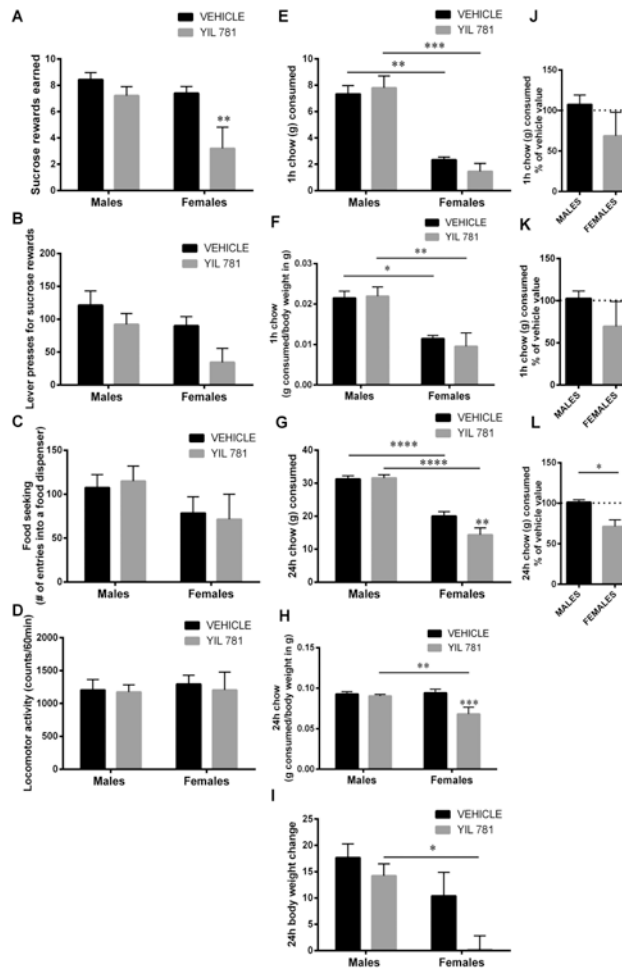 A
VEHICLE
YIL 781
Sucrose rewards earned
10
8
6
4
2
0
**
Males
Females
B
VEHICLE
YIL 781
Lever presses for sucrose rewards
200
150
100
50
0
Males
Females
C
VEHICLE
YIL 781
Food seeking
(# of entries into a food dispenser)
150
100
50
0
Males
Females
D
VEHICLE
YIL 781
Locomotor activity (counts/60min)
2000
1500
1000
500
0
Males
Females
E
VEHICLE
YIL 781
1h chow (g) consumed
10
8
6
4
2
0
***
**
Males
Females
F
VEHICLE
YIL 781
1h chow
(g consumed/body weight in g)
0.03
0.02
0.01
0.00
**
*
Males
Females
G
VEHICLE
YIL 781
24h chow (g) consumed
40
30
20
10
0
****
****
**
Males
Females
H
VEHICLE
YIL 781
24h chow
(g consumed/body weight in g)
0.15
0.10
0.05
0.00
**
***
Males
Females
I
VEHICLE
YIL 781
24h body weight change
25
20
15
10
5
0
*
Males
Females
J
1h chow (g) consumed
% of vehicle value
150
100
50
0
MALES
FEMALES
K
1h chow (g) consumed
% of vehicle value
150
100
50
0
MALES
FEMALES
L
24h chow (g) consumed
% of vehicle value
150
100
50
0
*
MALES
FEMALES